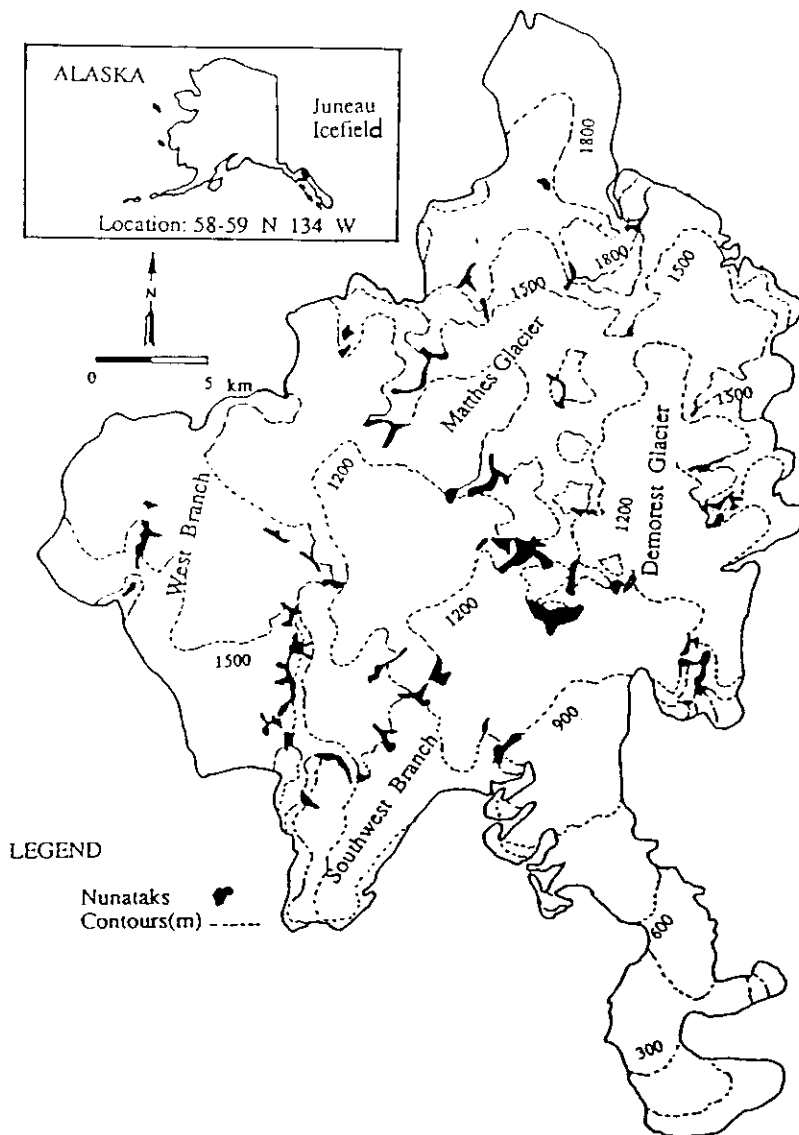 ALASKA
Juneau
Icefield
Location: 58-59 N 134 W
N
0 5 km
1800
1800
1500
1500
Matthes Glacier
1500
1200
1200
Demorest Glacier
West Branch
1200
1500
900
Southwest Branch
LEGEND
Nunataks
Contours(m)
600
300